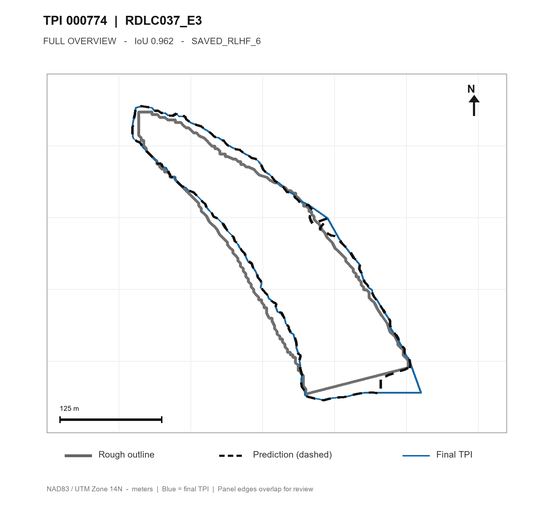 TPI 000774 | RDLC037_E3
FULL OVERVIEW - IoU 0.962 - SAVED_RLHF_6
N
125 m
Rough outline
Prediction (dashed)
Final TPI
NAD83 / UTM Zone 14N - meters | Blue = final TPI | Panel edges overlap for review